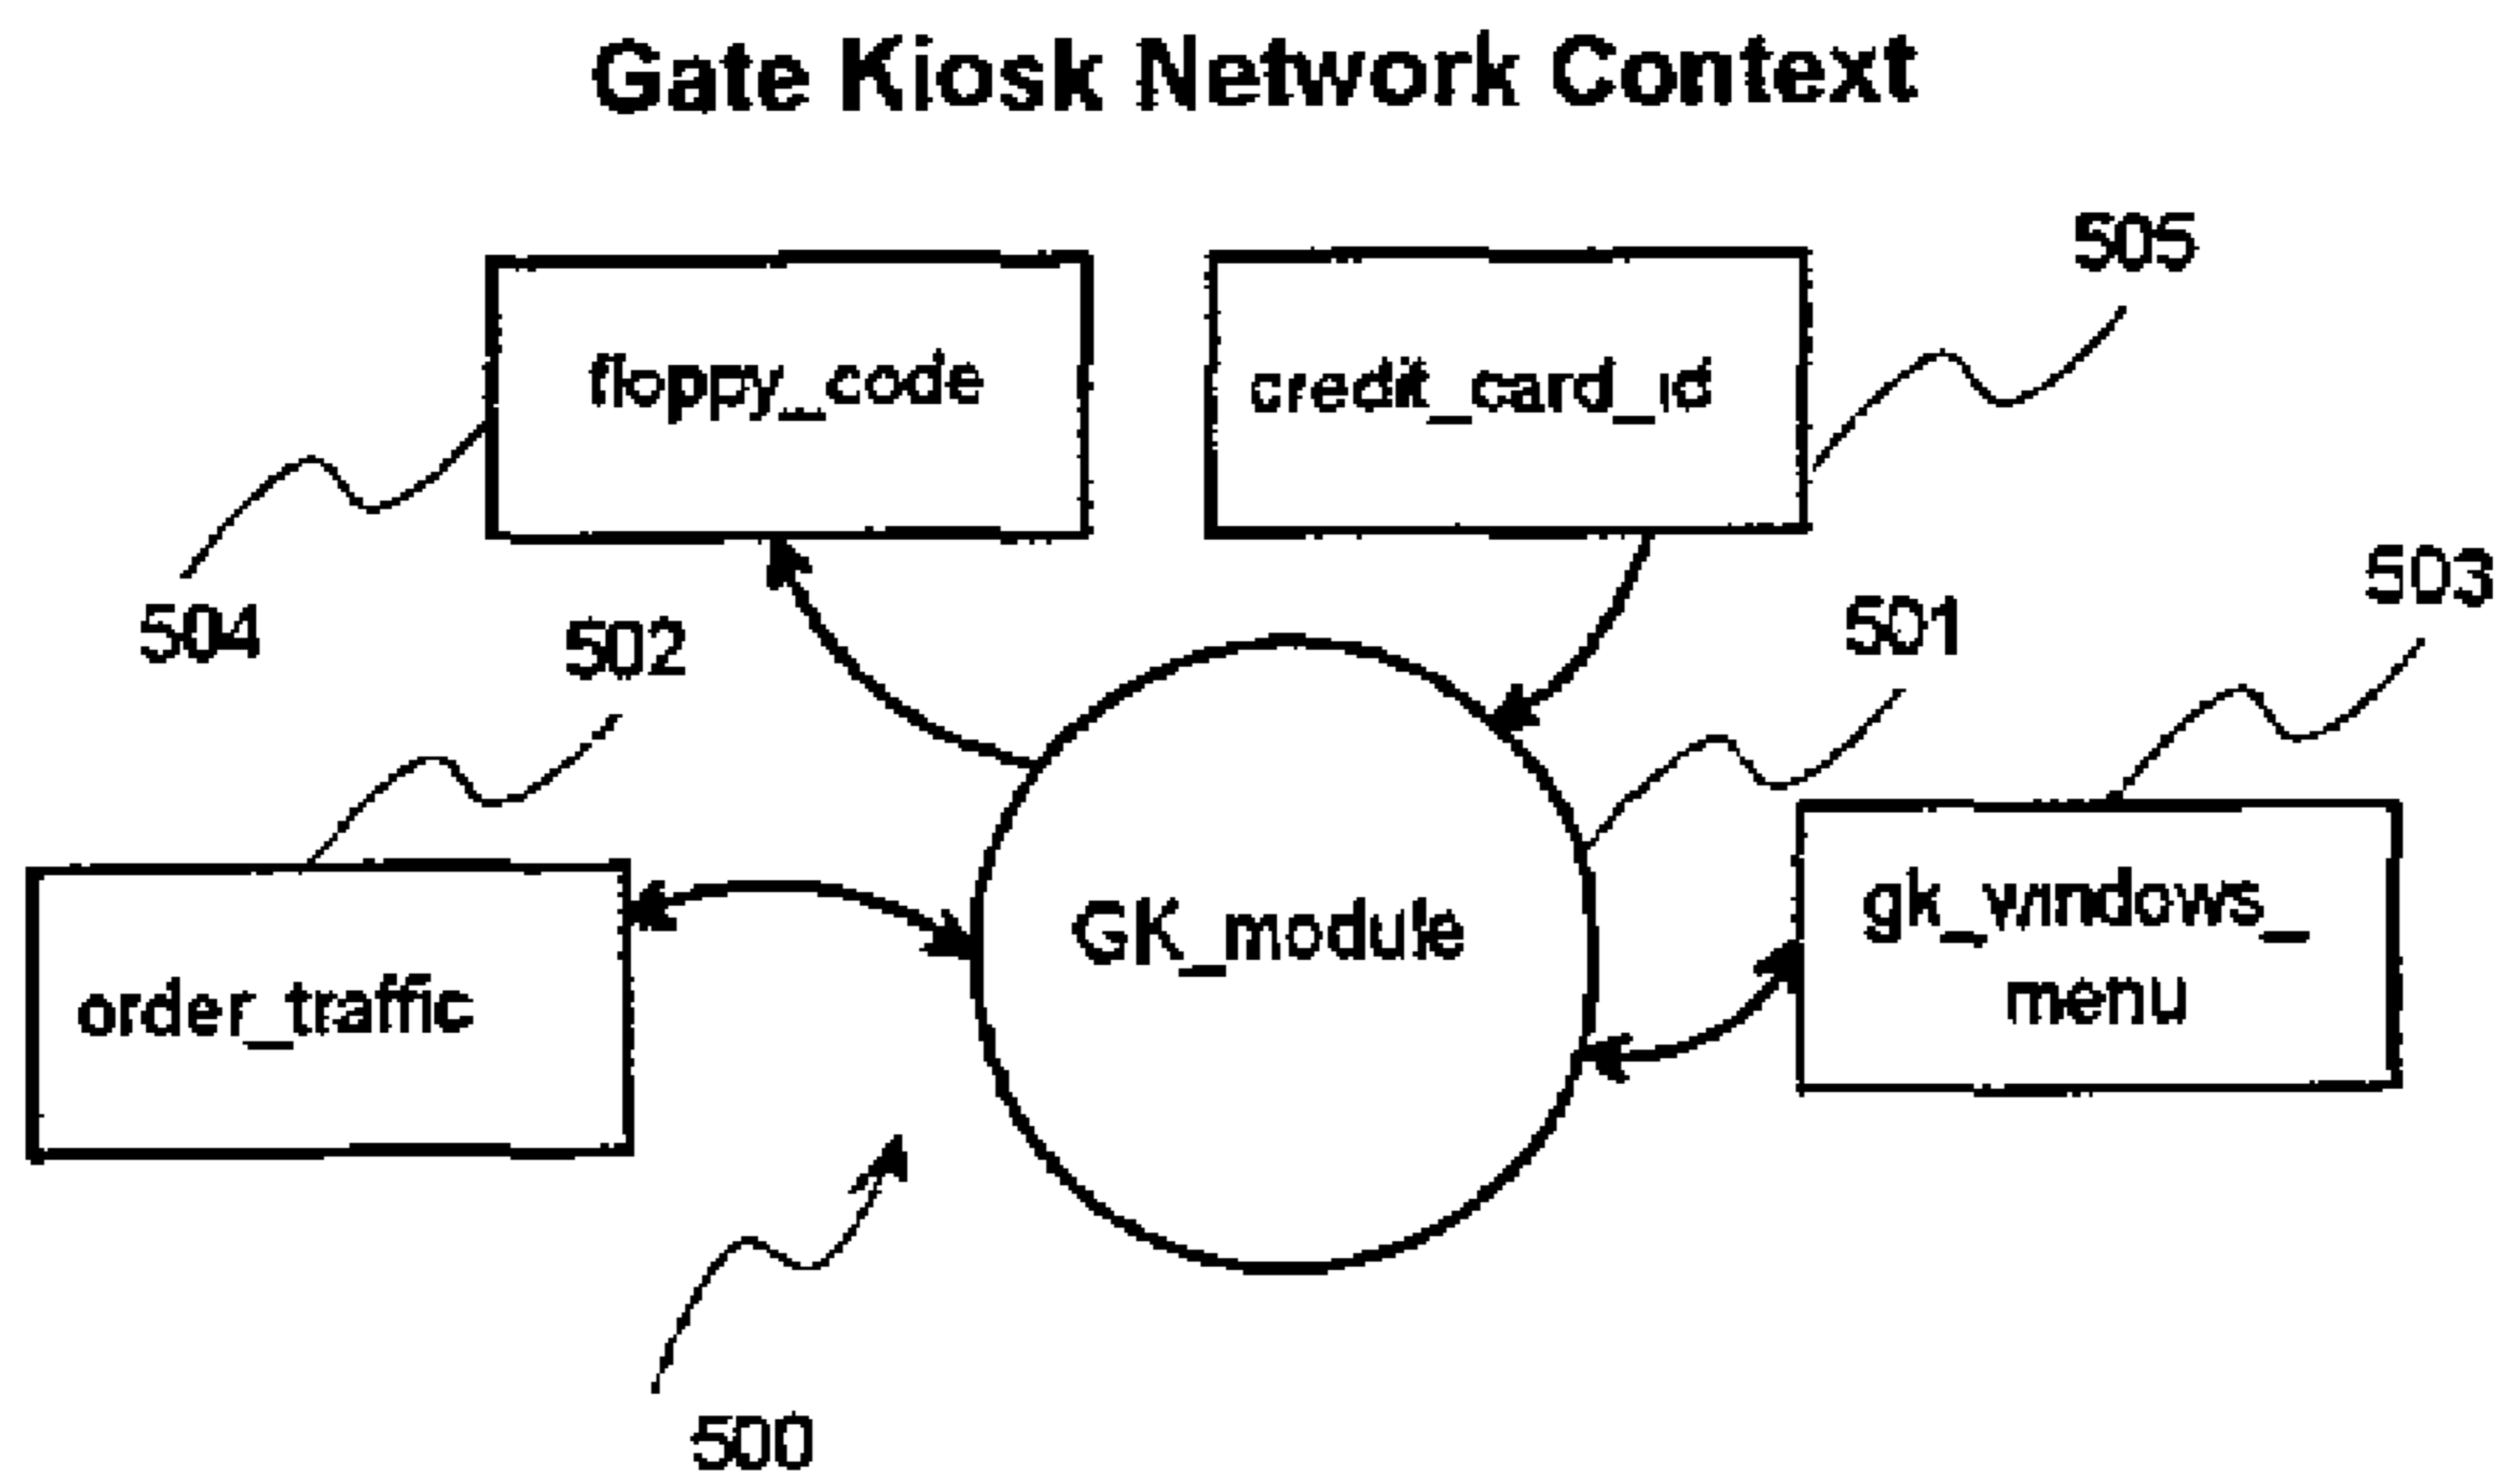 Gate Kiosk Network Context
505
floppy_code
credit_card_id
503
504
502
501
gk_windows_
menu
GK_module
order_traffic
500